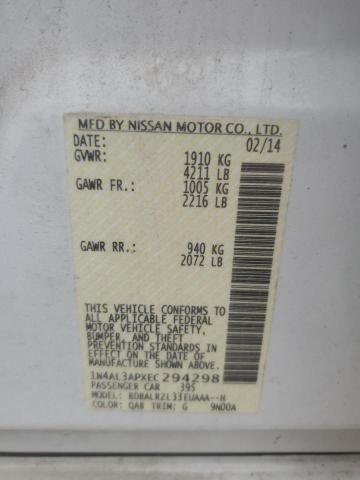 MFD BY NISSAN MOTOR CO., LTD.
DATE: 02/14
GVWR: 1910 KG
4211 LB
GAWR FR.: 1005 KG
2216 LB
GAWR RR.: 940 KG
2072 LB
THIS VEHICLE CONFORMS TO
ALL APPLICABLE FEDERAL
MOTOR VEHICLE SAFETY,
BUMPER, AND THEFT
PREVENTION STANDARDS IN
EFFECT ON THE DATE OF
MANUFACTURE SHOWN ABOVE
1N4AL3APXEC294298
PASSENGER CAR 395
MODEL: BDBALR2L33EUAAA--H
COLOR: QAB TRIM: G 9N00A